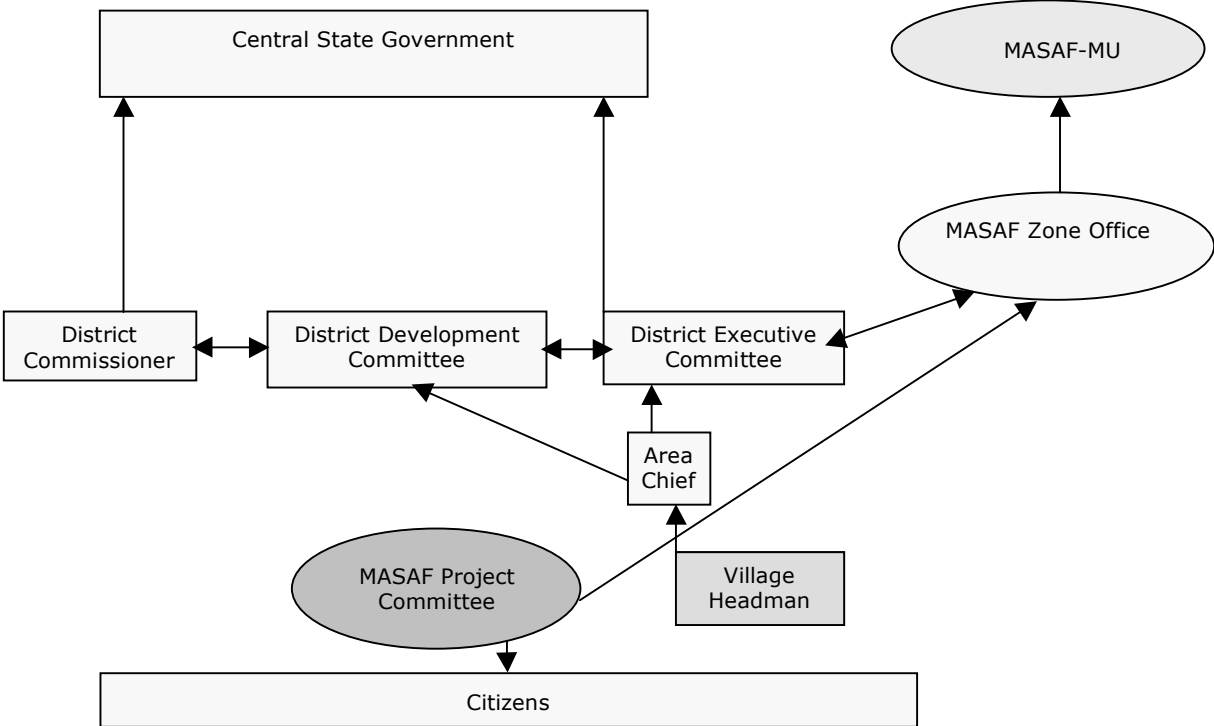 Central State Government
MASAF-MU
MASAF Zone Office
District
Commissioner
District Development
Committee
District Executive
Committee
Area
Chief
MASAF Project
Committee
Village
Headman
Citizens